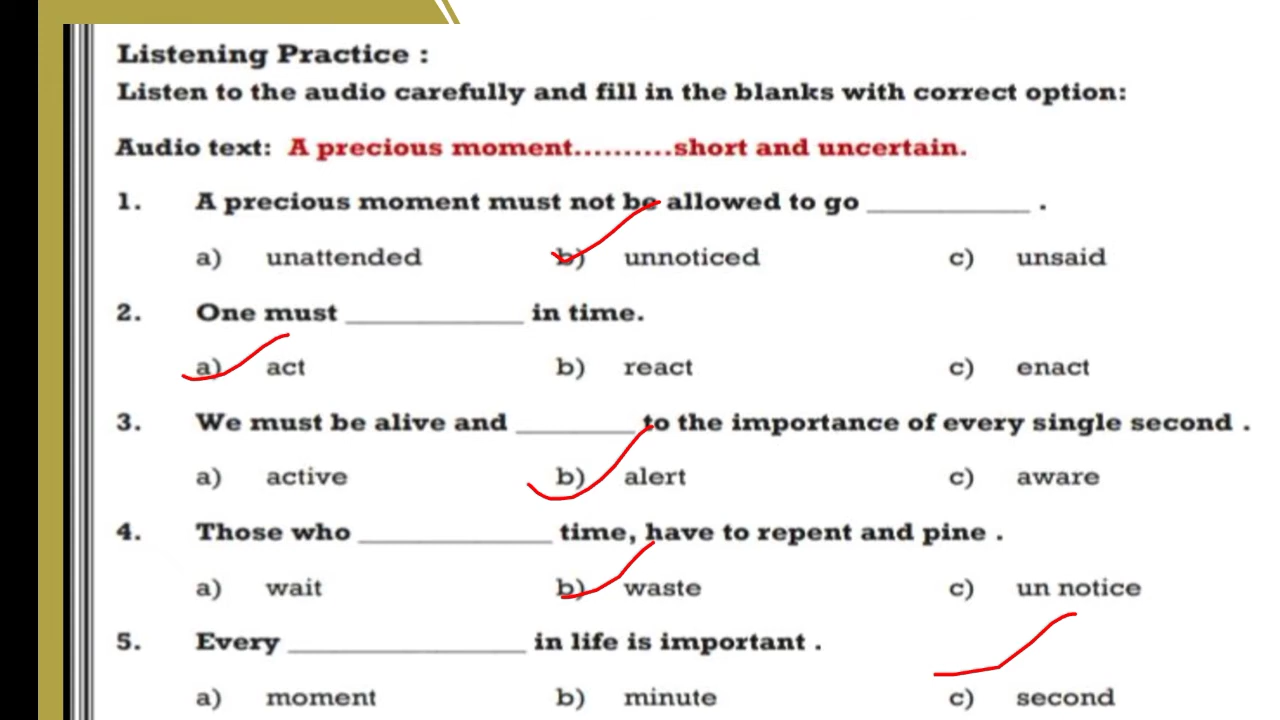 Listening Practice :
Listen to the audio carefully and fill in the blanks with correct option:
Audio text: A precious moment..........short and uncertain.
1. A precious moment must not be allowed to go ____________ .
a) unattended b) unnoticed c) unsaid
2. One must _____________ in time.
a) act b) react c) enact
3. We must be alive and _________ to the importance of every single second .
a) active b) alert c) aware
4. Those who ______________ time, have to repent and pine .
a) wait b) waste c) un notice
5. Every _________________ in life is important .
a) moment b) minute c) second